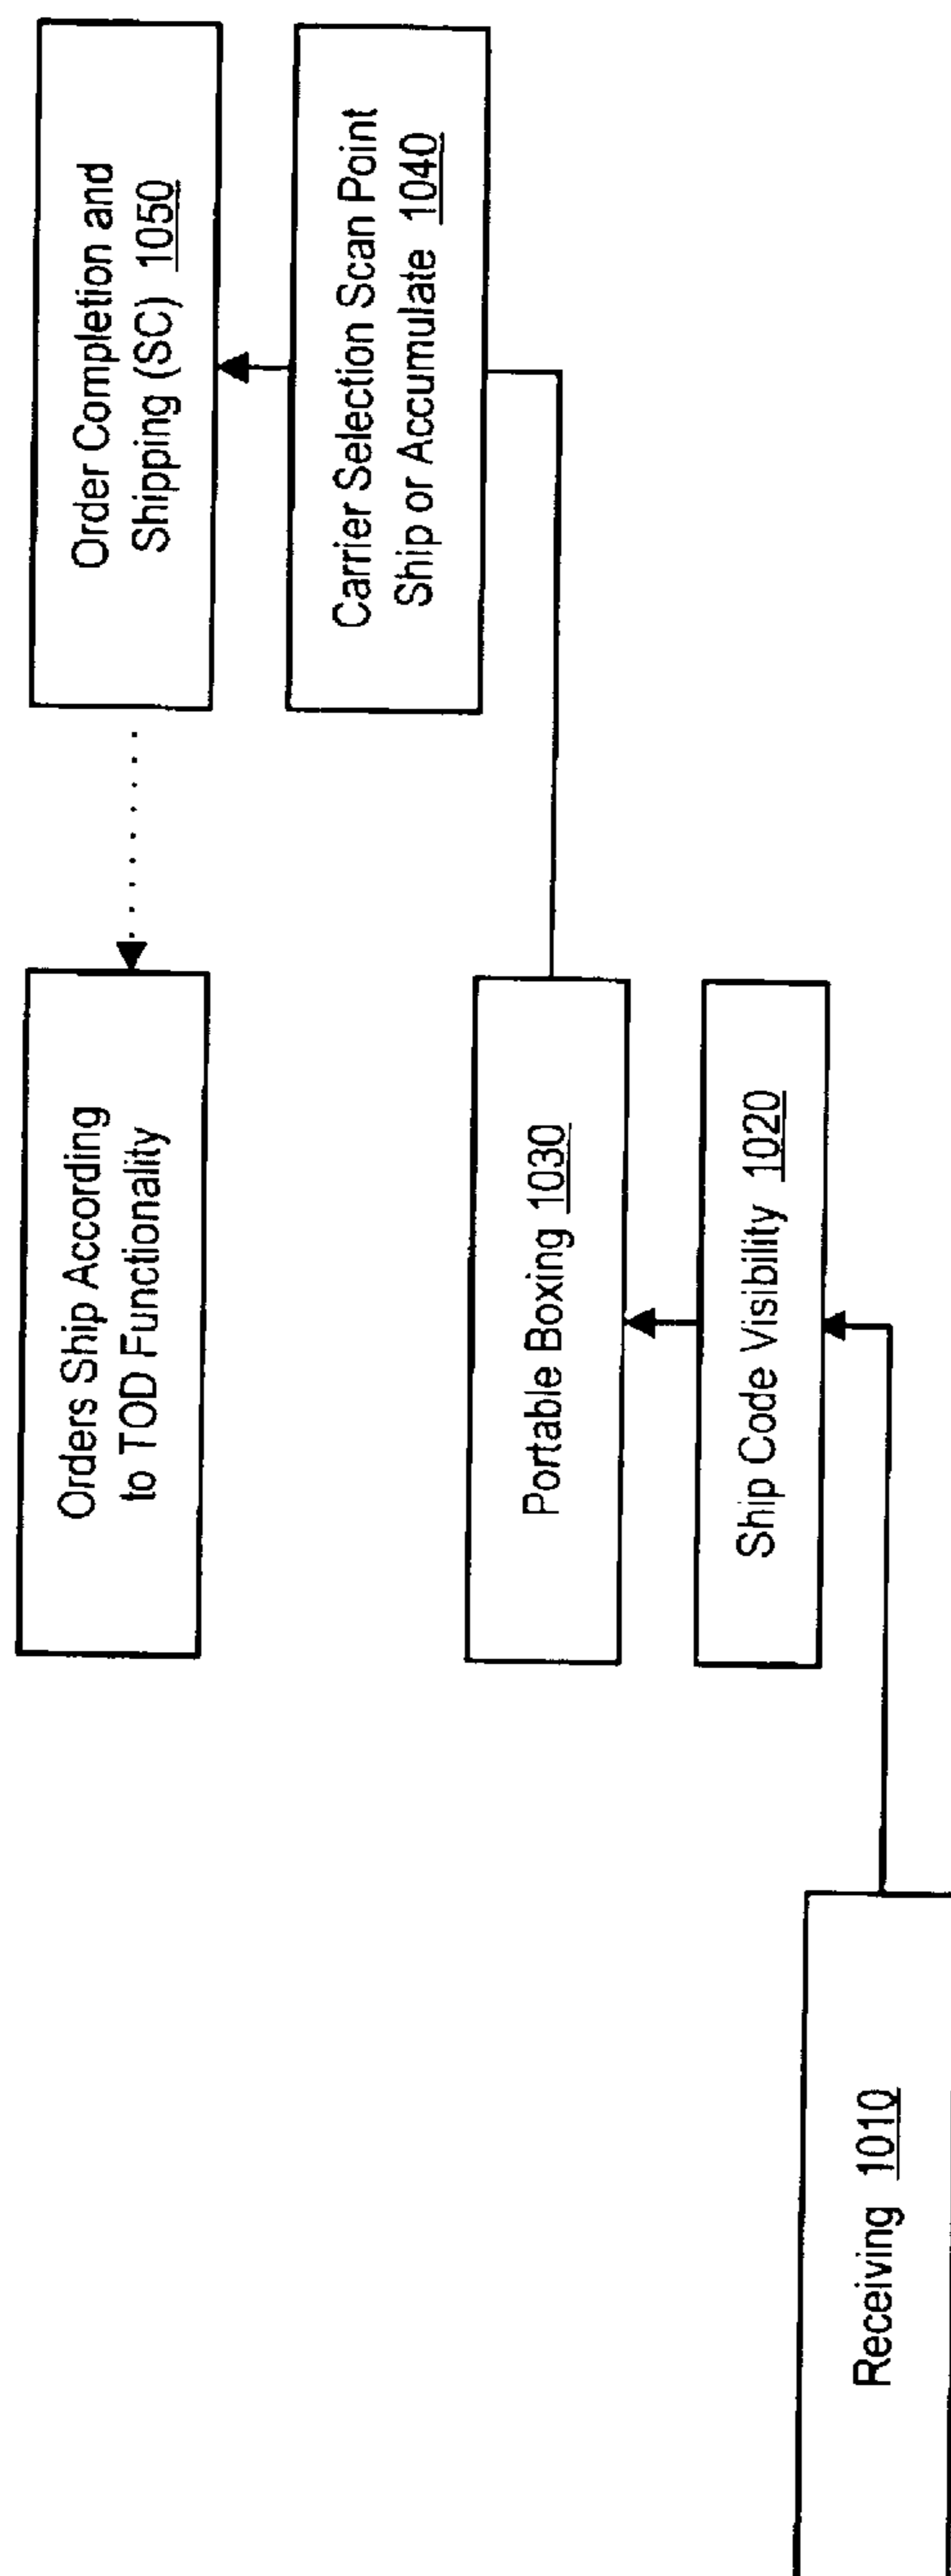 Orders Ship According
to TOD Functionality
Order Completion and
Shipping (SC) 1050
Carrier Selection Scan Point
Ship or Accumulate 1040
Portable Boxing 1030
Ship Code Visibility 1020
Receiving 1010